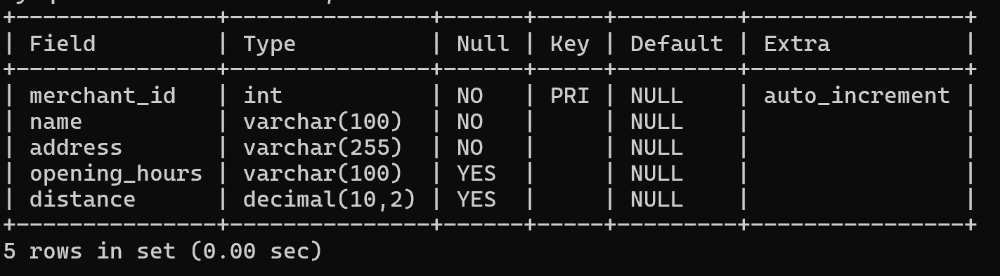 +---------------+---------------+------+-----+---------+----------------+
| Field         | Type          | Null | Key | Default | Extra          |
+---------------+---------------+------+-----+---------+----------------+
| merchant_id   | int           | NO   | PRI | NULL    | auto_increment |
| name          | varchar(100)  | NO   |     | NULL    |                |
| address       | varchar(255)  | NO   |     | NULL    |                |
| opening_hours | varchar(100)  | YES  |     | NULL    |                |
| distance      | decimal(10,2) | YES  |     | NULL    |                |
+---------------+---------------+------+-----+---------+----------------+
5 rows in set (0.00 sec)